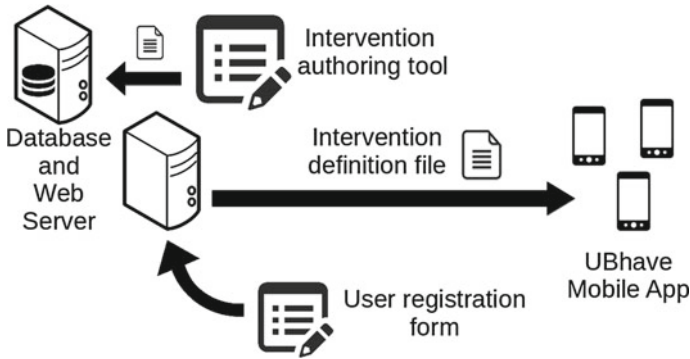 Intervention
authoring tool
Database
and
Web
Server
Intervention
definition file
UBhave
Mobile App
User registration
form